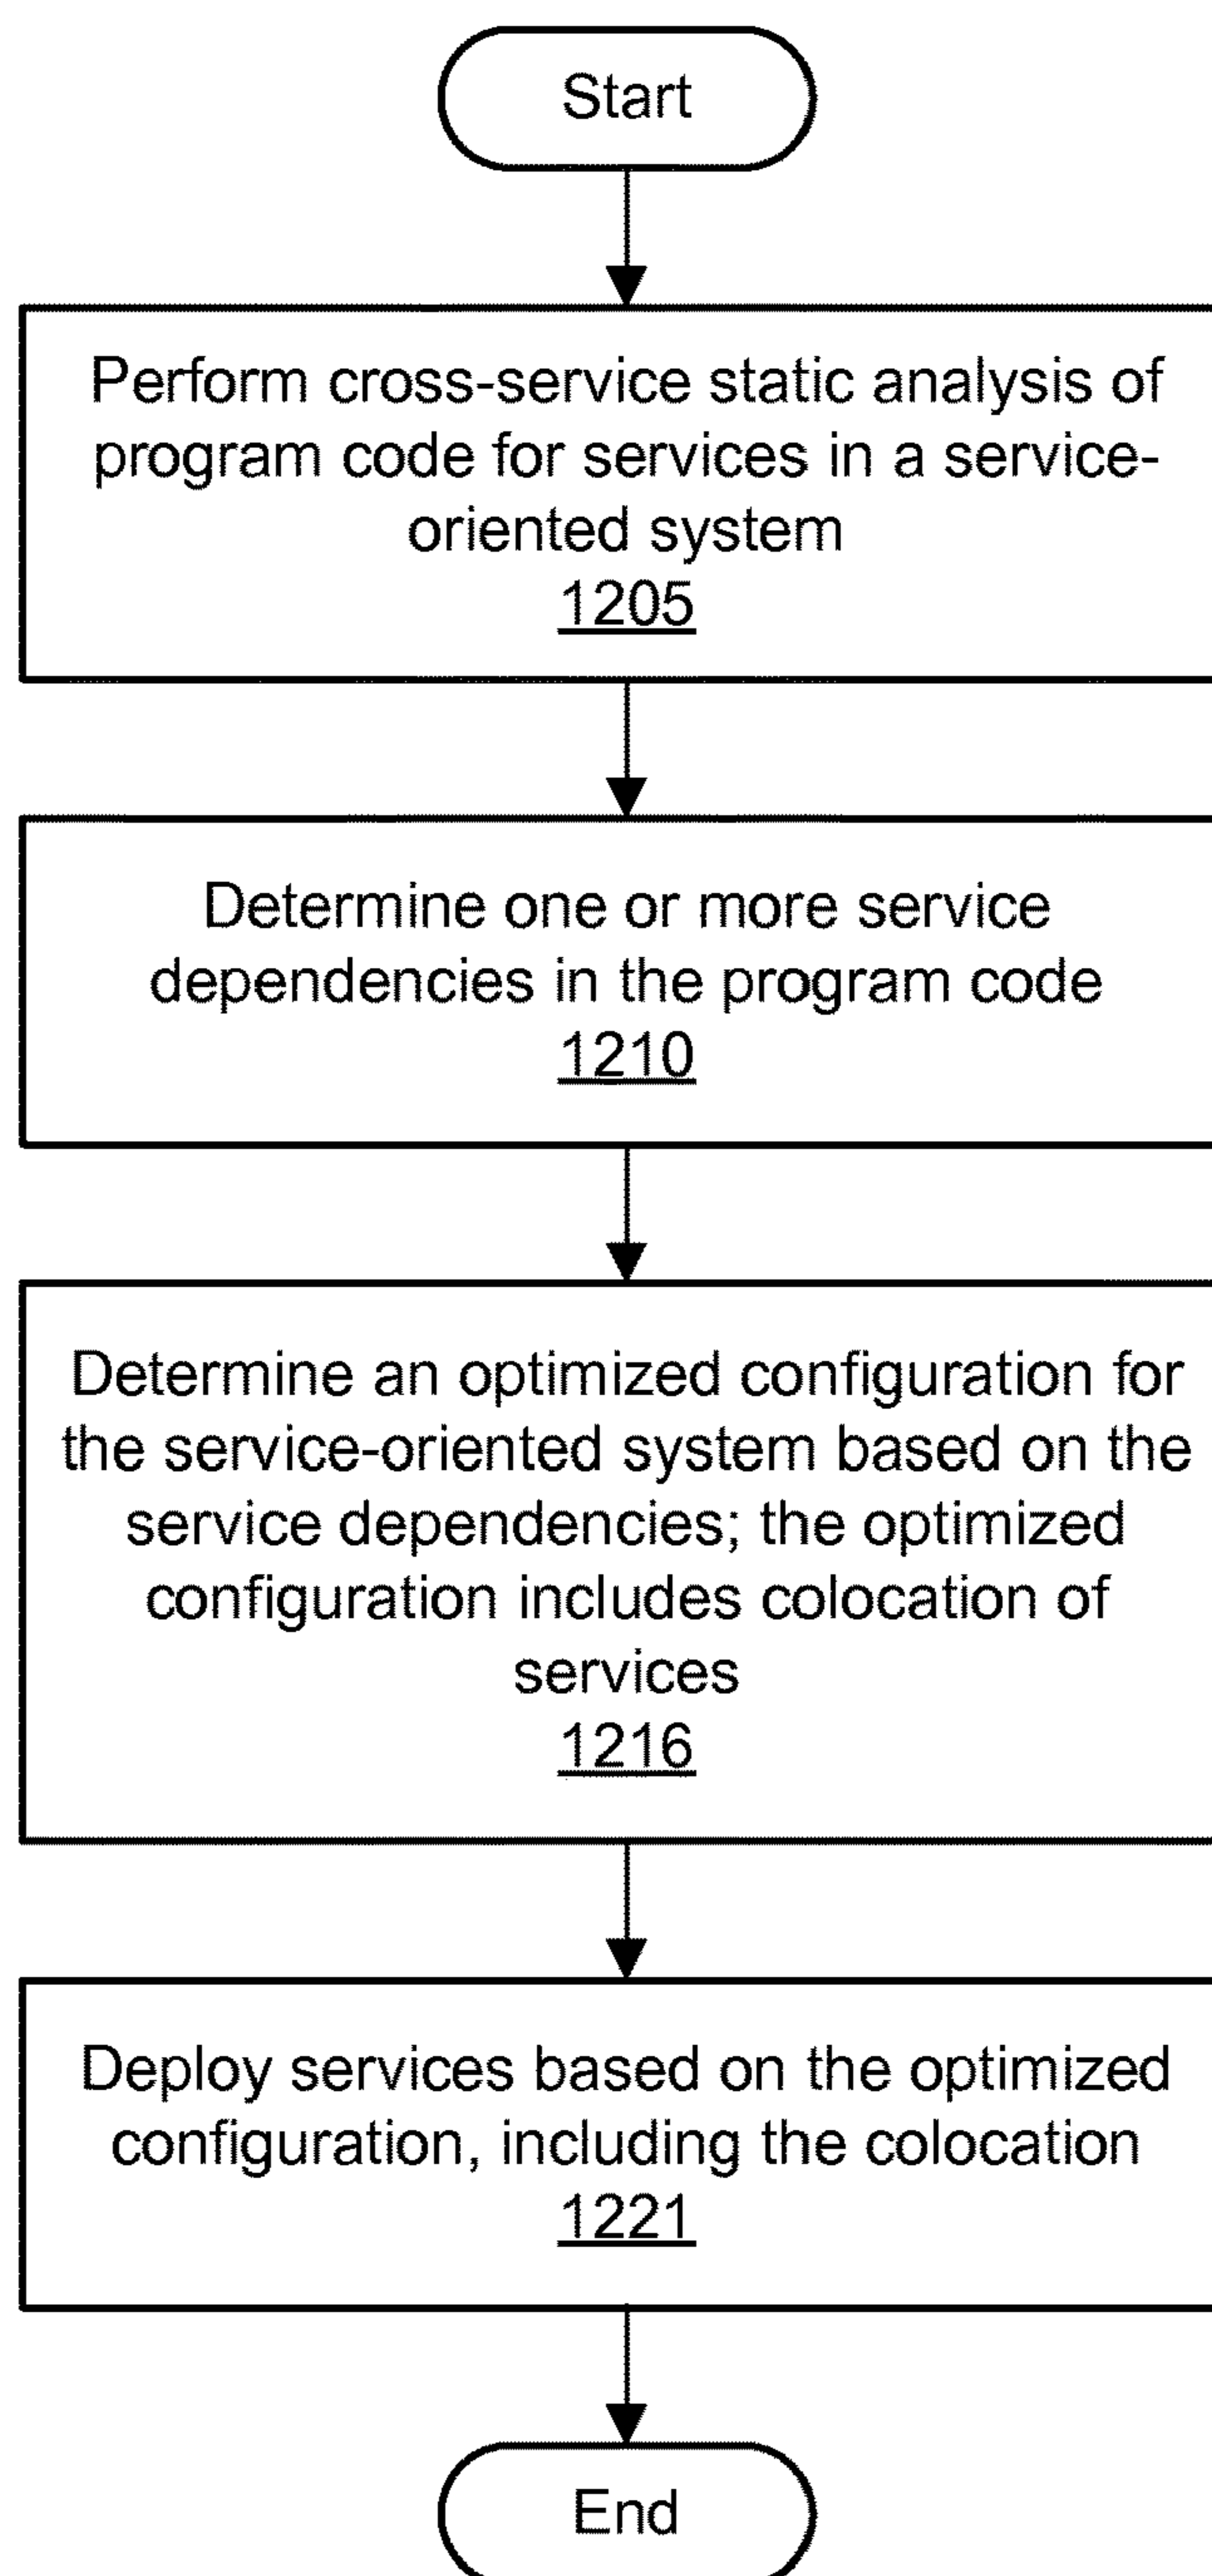 Start
Perform cross-service static analysis of
program code for services in a service-
oriented system
1205
Determine one or more service
dependencies in the program code
1210
Determine an optimized configuration for
the service-oriented system based on the
service dependencies; the optimized
configuration includes colocation of
services
1216
Deploy services based on the optimized
configuration, including the colocation
1221
End